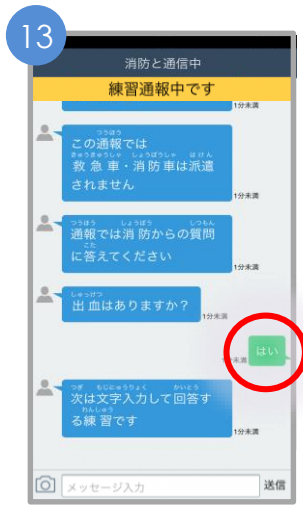 13
消防と通信中
練習通報中です
1分未満
つうほう
この通報では
きゅうきゅうしゃ しょうぼうしゃ はけん
救急車・消防車は派遣
されません
1分未満
つうほう しょうぼう しつもん
通報では消防からの質問
こた
に答えてください
1分未満
しゅっけつ
出血はありますか？
1分未満
はい
1分未満
つぎ もじにゅうりょく かいとう
次は文字入力して回答す
れんしゅう
る練習です
1分未満
メッセージ入力
送信